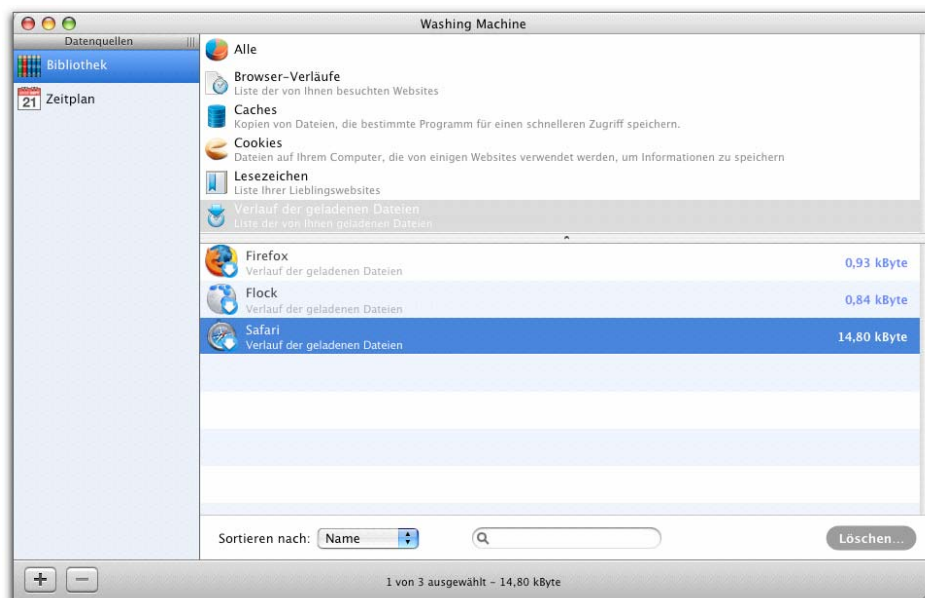 Washing Machine
Datenquellen
Bibliothek
21 Zeitplan
Alle
Browser-Verläufe
Liste der von Ihnen besuchten Websites
Caches
Kopien von Dateien, die bestimmte Programm für einen schnelleren Zugriff speichern.
Cookies
Dateien auf Ihrem Computer, die von einigen Websites verwendet werden, um Informationen zu speichern
Lesezeichen
Liste Ihrer Lieblingswebsites
Verlauf der geladenen Dateien
Liste der von Ihnen geladenen Dateien
Firefox
Verlauf der geladenen Dateien
0,93 kByte
Flock
Verlauf der geladenen Dateien
0,84 kByte
Safari
Verlauf der geladenen Dateien
14,80 kByte
Sortieren nach: Name
Löschen...
1 von 3 ausgewählt – 14,80 kByte